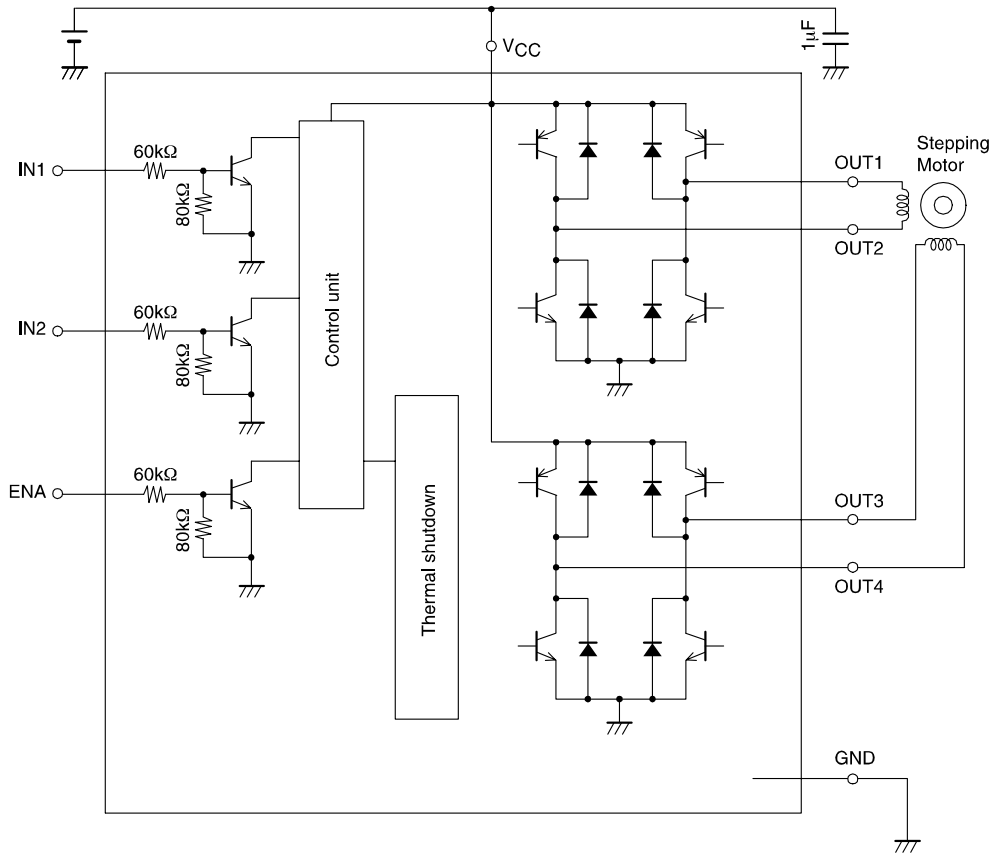 VCC
1µF
IN1
60kΩ
80kΩ
IN2
60kΩ
80kΩ
ENA
60kΩ
80kΩ
Control unit
Thermal shutdown
OUT1
OUT2
Stepping
Motor
OUT3
OUT4
GND